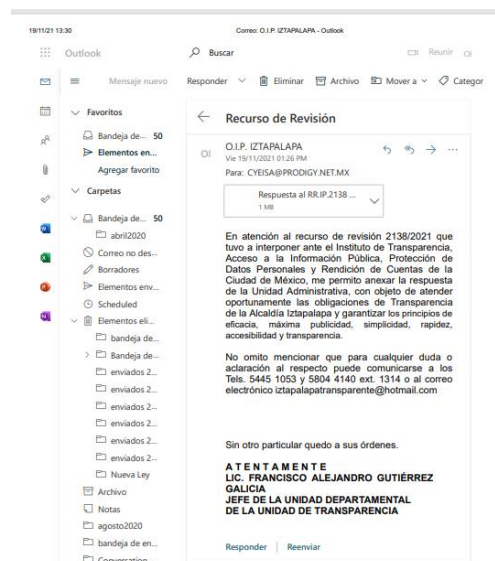 19/11/21 13:30
Correo: O.I.P. IZTAPALAPA - Outlook
Outlook
Buscar
Reunir
Mensaje nuevo
Responder
Eliminar
Archivo
Mover a
Categor
Favoritos
Bandeja de... 50
Elementos en...
Agregar favorito
Carpetas
Bandeja de... 50
abril2020
Correo no des...
Borradores
Elementos env...
Scheduled
Elementos eli...
bandeja de...
Bandeja de...
enviados 2...
enviados 2...
enviados 2...
enviados 2...
enviados 2...
Nueva Ley
Archivo
Notas
agosto2020
bandeja de en...
Conversation
Recurso de Revisión
OI
O.I.P. IZTAPALAPA
Vie 19/11/2021 01:26 PM
Para: CYEISA@PRODIGY.NET.MX
Respuesta al RR.IP.2138 ...
1 MB
En atención al recurso de revisión 2138/2021 que
tuvo a interponer ante el Instituto de Transparencia,
Acceso a la Información Pública, Protección de
Datos Personales y Rendición de Cuentas de la
Ciudad de México, me permito anexar la respuesta
de la Unidad Administrativa, con objeto de atender
oportunamente las obligaciones de Transparencia
de la Alcaldía Iztapalapa y garantizar los principios de
eficacia, máxima publicidad, simplicidad, rapidez,
accesibilidad y transparencia.
No omito mencionar que para cualquier duda o
aclaración al respecto puede comunicarse a los
Tels. 5445 1053 y 5804 4140 ext. 1314 o al correo
electrónico iztapalapatransparente@hotmail.com
Sin otro particular quedo a sus órdenes.
A T E N T A M E N T E
LIC. FRANCISCO ALEJANDRO GUTIÉRREZ
GALICIA
JEFE DE LA UNIDAD DEPARTAMENTAL
DE LA UNIDAD DE TRANSPARENCIA
Responder | Reenviar